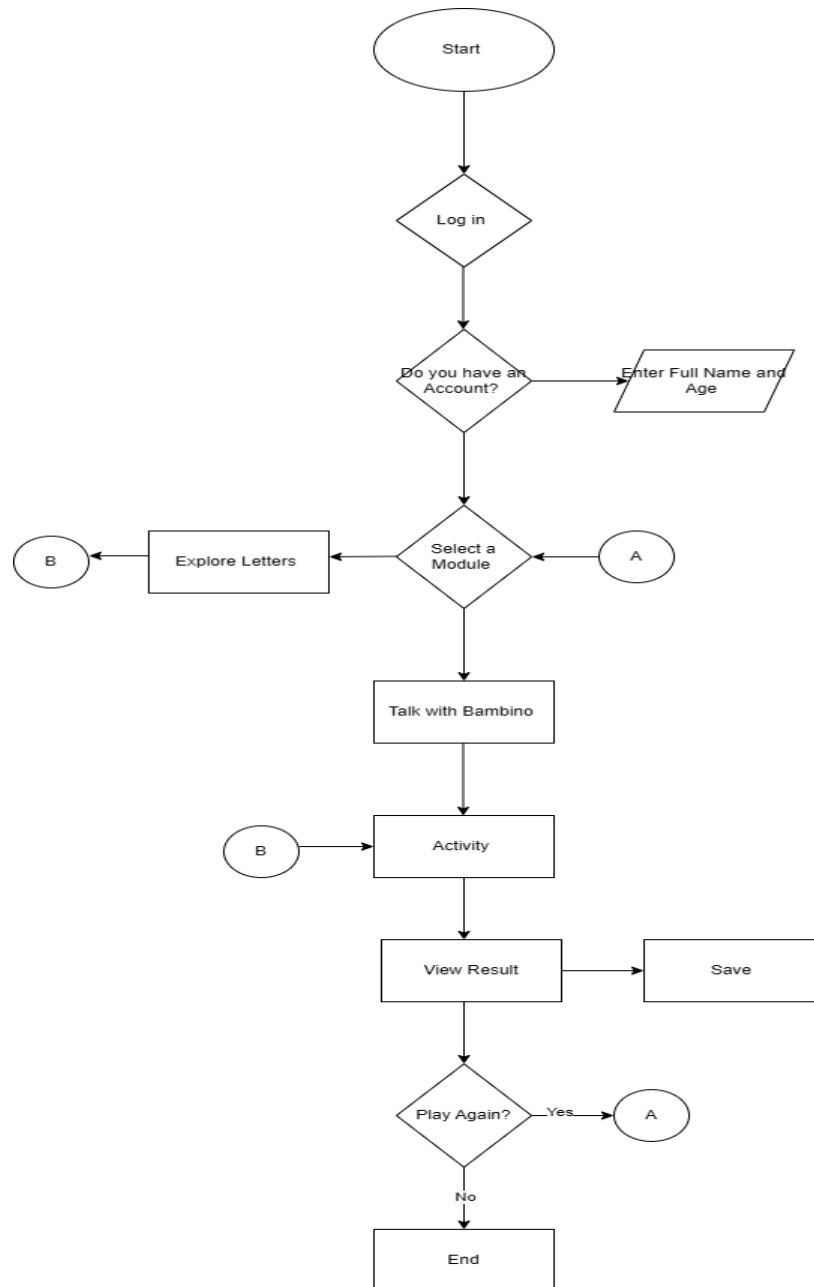 Start
Log in
Do you have an
Account?
Enter Full Name and
Age
B
Explore Letters
Select a
Module
A
Talk with Bambino
B
Activity
View Result
Save
Play Again?
Yes
A
No
End